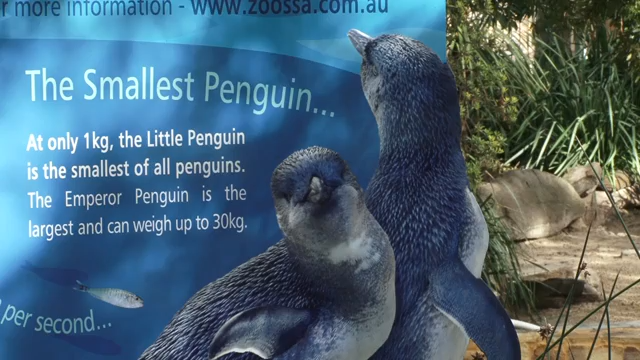 r more information - www.zoossa.com.au
The Smallest Penguin...
At only 1kg, the Little Penguin
is the smallest of all penguins.
The Emperor Penguin is the
largest and can weigh up to 30kg.
per second...